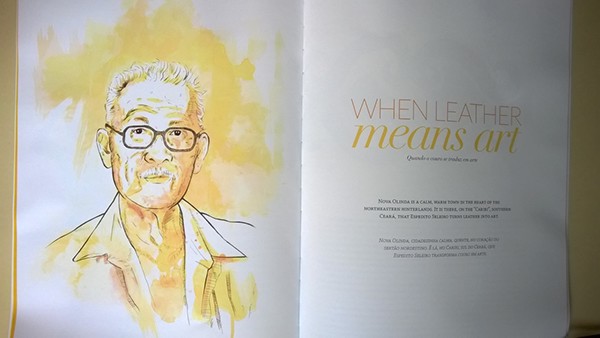 WHEN LEATHER
means art
Quando o couro se traduz em arte
Nova Olinda is a calm, warm town in the heart of the
northeastern hinterlands. It is there, on the "Cariri", southern
Ceará, that Espedito Seleiro turns leather into art
Nova Olinda, cidadezinha calma, quente, no coração do
sertão nordestino. É lá, no Cariri, sul do Ceará, que
Espedito Seleiro transforma couro em arte.